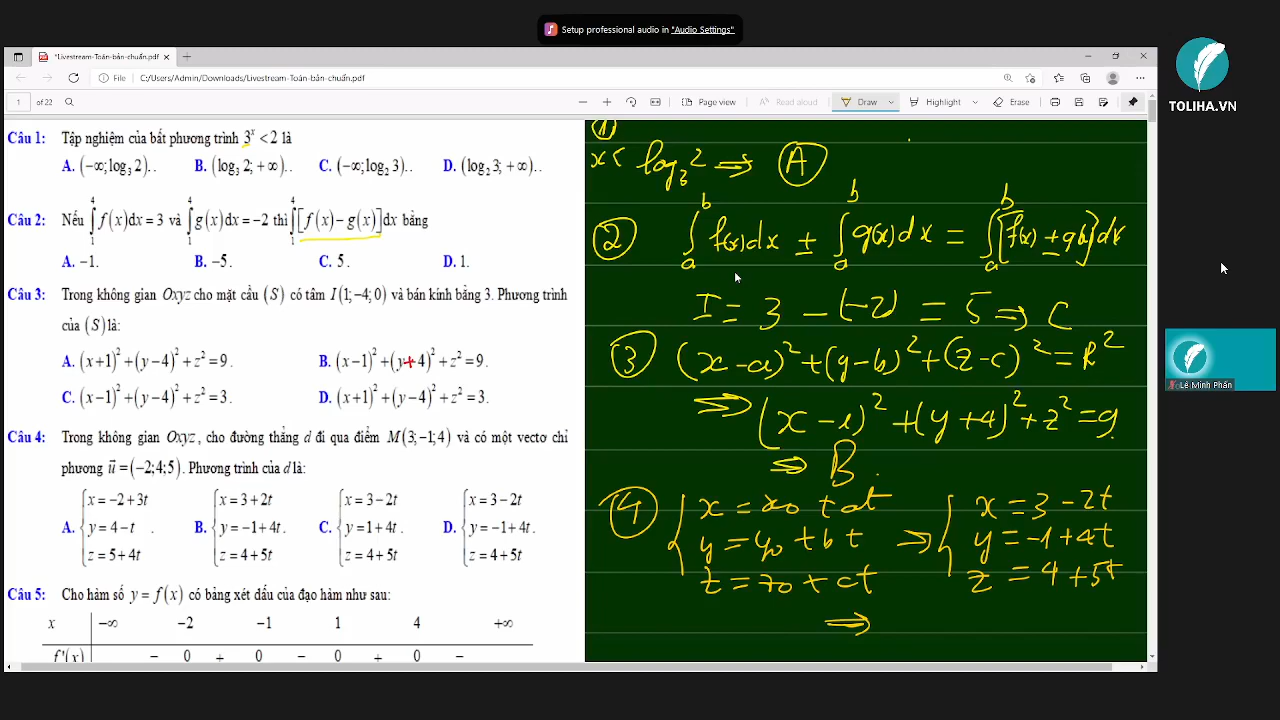 Setup professional audio in "Audio Settings"
*Livestream-Toán-bản-chuẩn.pdf
File C:/Users/Admin/Downloads/Livestream-Toán-bản-chuẩn.pdf
1 of 22 Page view Read aloud Draw Highlight Erase
TOLIHA.VN
Lê Minh Phấn
Câu 1: Tập nghiệm của bất phương trình 3^x < 2 là
A. (−∞; log₃ 2). . B. (log₃ 2; +∞). . C. (−∞; log₂ 3). . D. (log₂ 3; +∞). .
Câu 2: Nếu ∫₁⁴ f(x)dx = 3 và ∫₁⁴ g(x)dx = −2 thì ∫₁⁴ [f(x) − g(x)]dx bằng
A. −1. B. −5. C. 5 . D. 1.
Câu 3: Trong không gian Oxyz cho mặt cầu (S) có tâm I(1; −4; 0) và bán kính bằng 3. Phương trình
của (S) là:
A. (x+1)² + (y−4)² + z² = 9. B. (x−1)² + (y+4)² + z² = 9.
C. (x−1)² + (y−4)² + z² = 3. D. (x+1)² + (y−4)² + z² = 3.
Câu 4: Trong không gian Oxyz, cho đường thẳng d đi qua điểm M(3; −1; 4) và có một vectơ chỉ
phương u⃗ = (−2; 4; 5). Phương trình của d là:
A. { x = −2+3t B. { x = 3+2t C. { x = 3−2t D. { x = 3−2t
y = 4−t . y = −1+4t. y = 1+4t. y = −1+4t.
z = 5+4t z = 4+5t z = 4+5t z = 4+5t
Câu 5: Cho hàm số y = f(x) có bảng xét dấu của đạo hàm như sau:
x −∞ −2 −1 1 4 +∞
f'(x) − 0 + 0 − 0 + 0 −
①
x < log₃ 2 ⇒ Ⓐ
② ∫ₐᵇ f(x)dx ± ∫ₐᵇ g(x)dx = ∫ₐᵇ [f(x) ± g(x)]dx
I = 3 − (−2) = 5 ⇒ C
③ (x−a)² + (y−b)² + (z−c)² = R²
⇒ (x−1)² + (y+4)² + z² = 9.
⇒ B.
④ { x = x₀ + at ⇒ { x = 3−2t
y = y₀ + bt y = −1+4t
z = z₀ + ct z = 4+5t
⇒